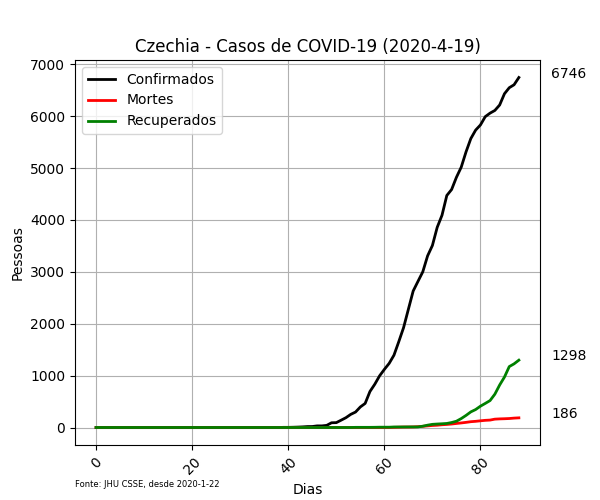 Czechia - Casos de COVID-19 (2020-4-19)
Confirmados
Mortes
Recuperados
Pessoas
7000
6000
5000
4000
3000
2000
1000
0
6746
1298
186
0
20
40
60
80
Dias
Fonte: JHU CSSE, desde 2020-1-22